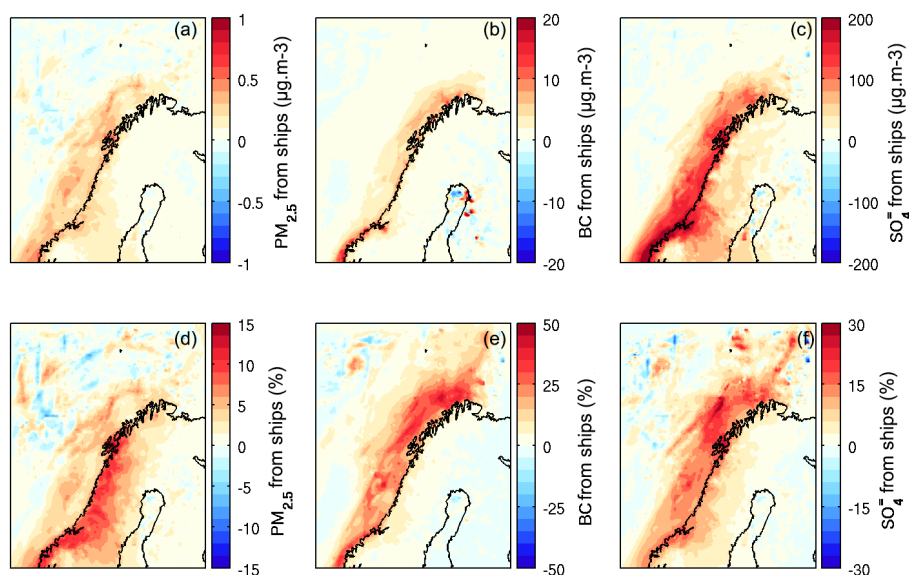 (a)
1
0.5
0
-0.5
-1
PM2.5 from ships (µg.m-3)
(b)
20
10
0
-10
-20
BC from ships (µg.m-3)
(c)
200
100
0
-100
-200
SO4= from ships (µg.m-3)
(d)
15
10
5
0
-5
-10
-15
PM2.5 from ships (%)
(e)
50
25
0
-25
-50
BC from ships (%)
(f)
30
15
0
-15
-30
SO4= from ships (%)